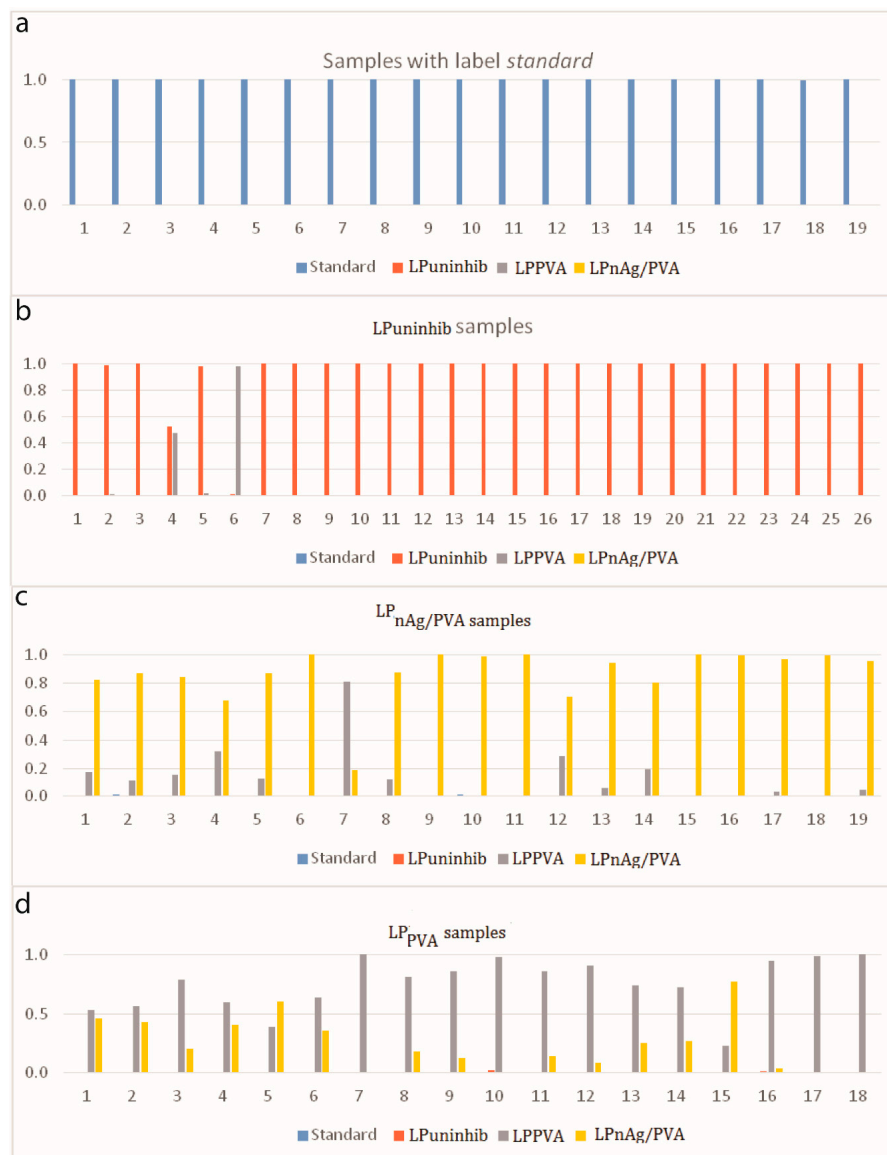 a
Samples with label standard
1.0
0.5
0.0
1 2 3 4 5 6 7 8 9 10 11 12 13 14 15 16 17 18 19
Standard LPuninhib LPPVA LPnAg/PVA
b
LPuninhib samples
1.0
0.8
0.6
0.4
0.2
0.0
1 2 3 4 5 6 7 8 9 10 11 12 13 14 15 16 17 18 19 20 21 22 23 24 25 26
Standard LPuninhib LPPVA LPnAg/PVA
c
LP nAg/PVA samples
1.0
0.8
0.6
0.4
0.2
0.0
1 2 3 4 5 6 7 8 9 10 11 12 13 14 15 16 17 18 19
Standard LPuninhib LPPVA LPnAg/PVA
d
LP PVA samples
1.0
0.5
0.0
1 2 3 4 5 6 7 8 9 10 11 12 13 14 15 16 17 18
Standard LPuninhib LPPVA LPnAg/PVA